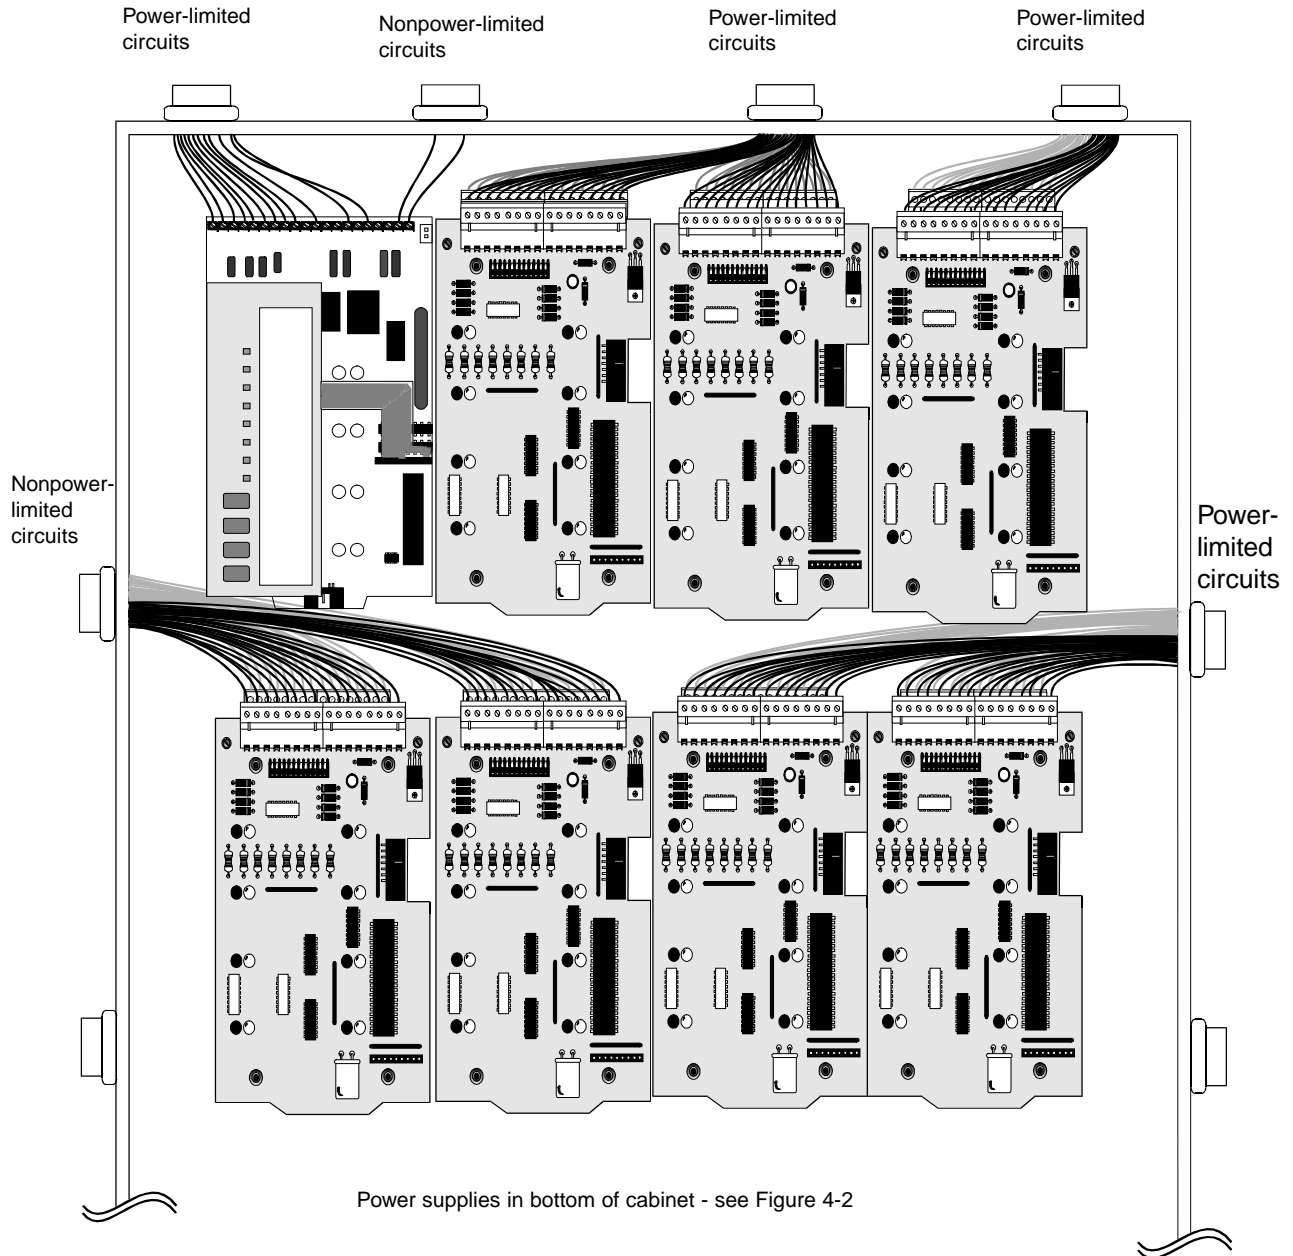 Power-limited
circuits
Nonpower-limited
circuits
Power-limited
circuits
Power-limited
circuits
Nonpower-
limited
circuits
Power-
limited
circuits
Power supplies in bottom of cabinet - see Figure 4-2